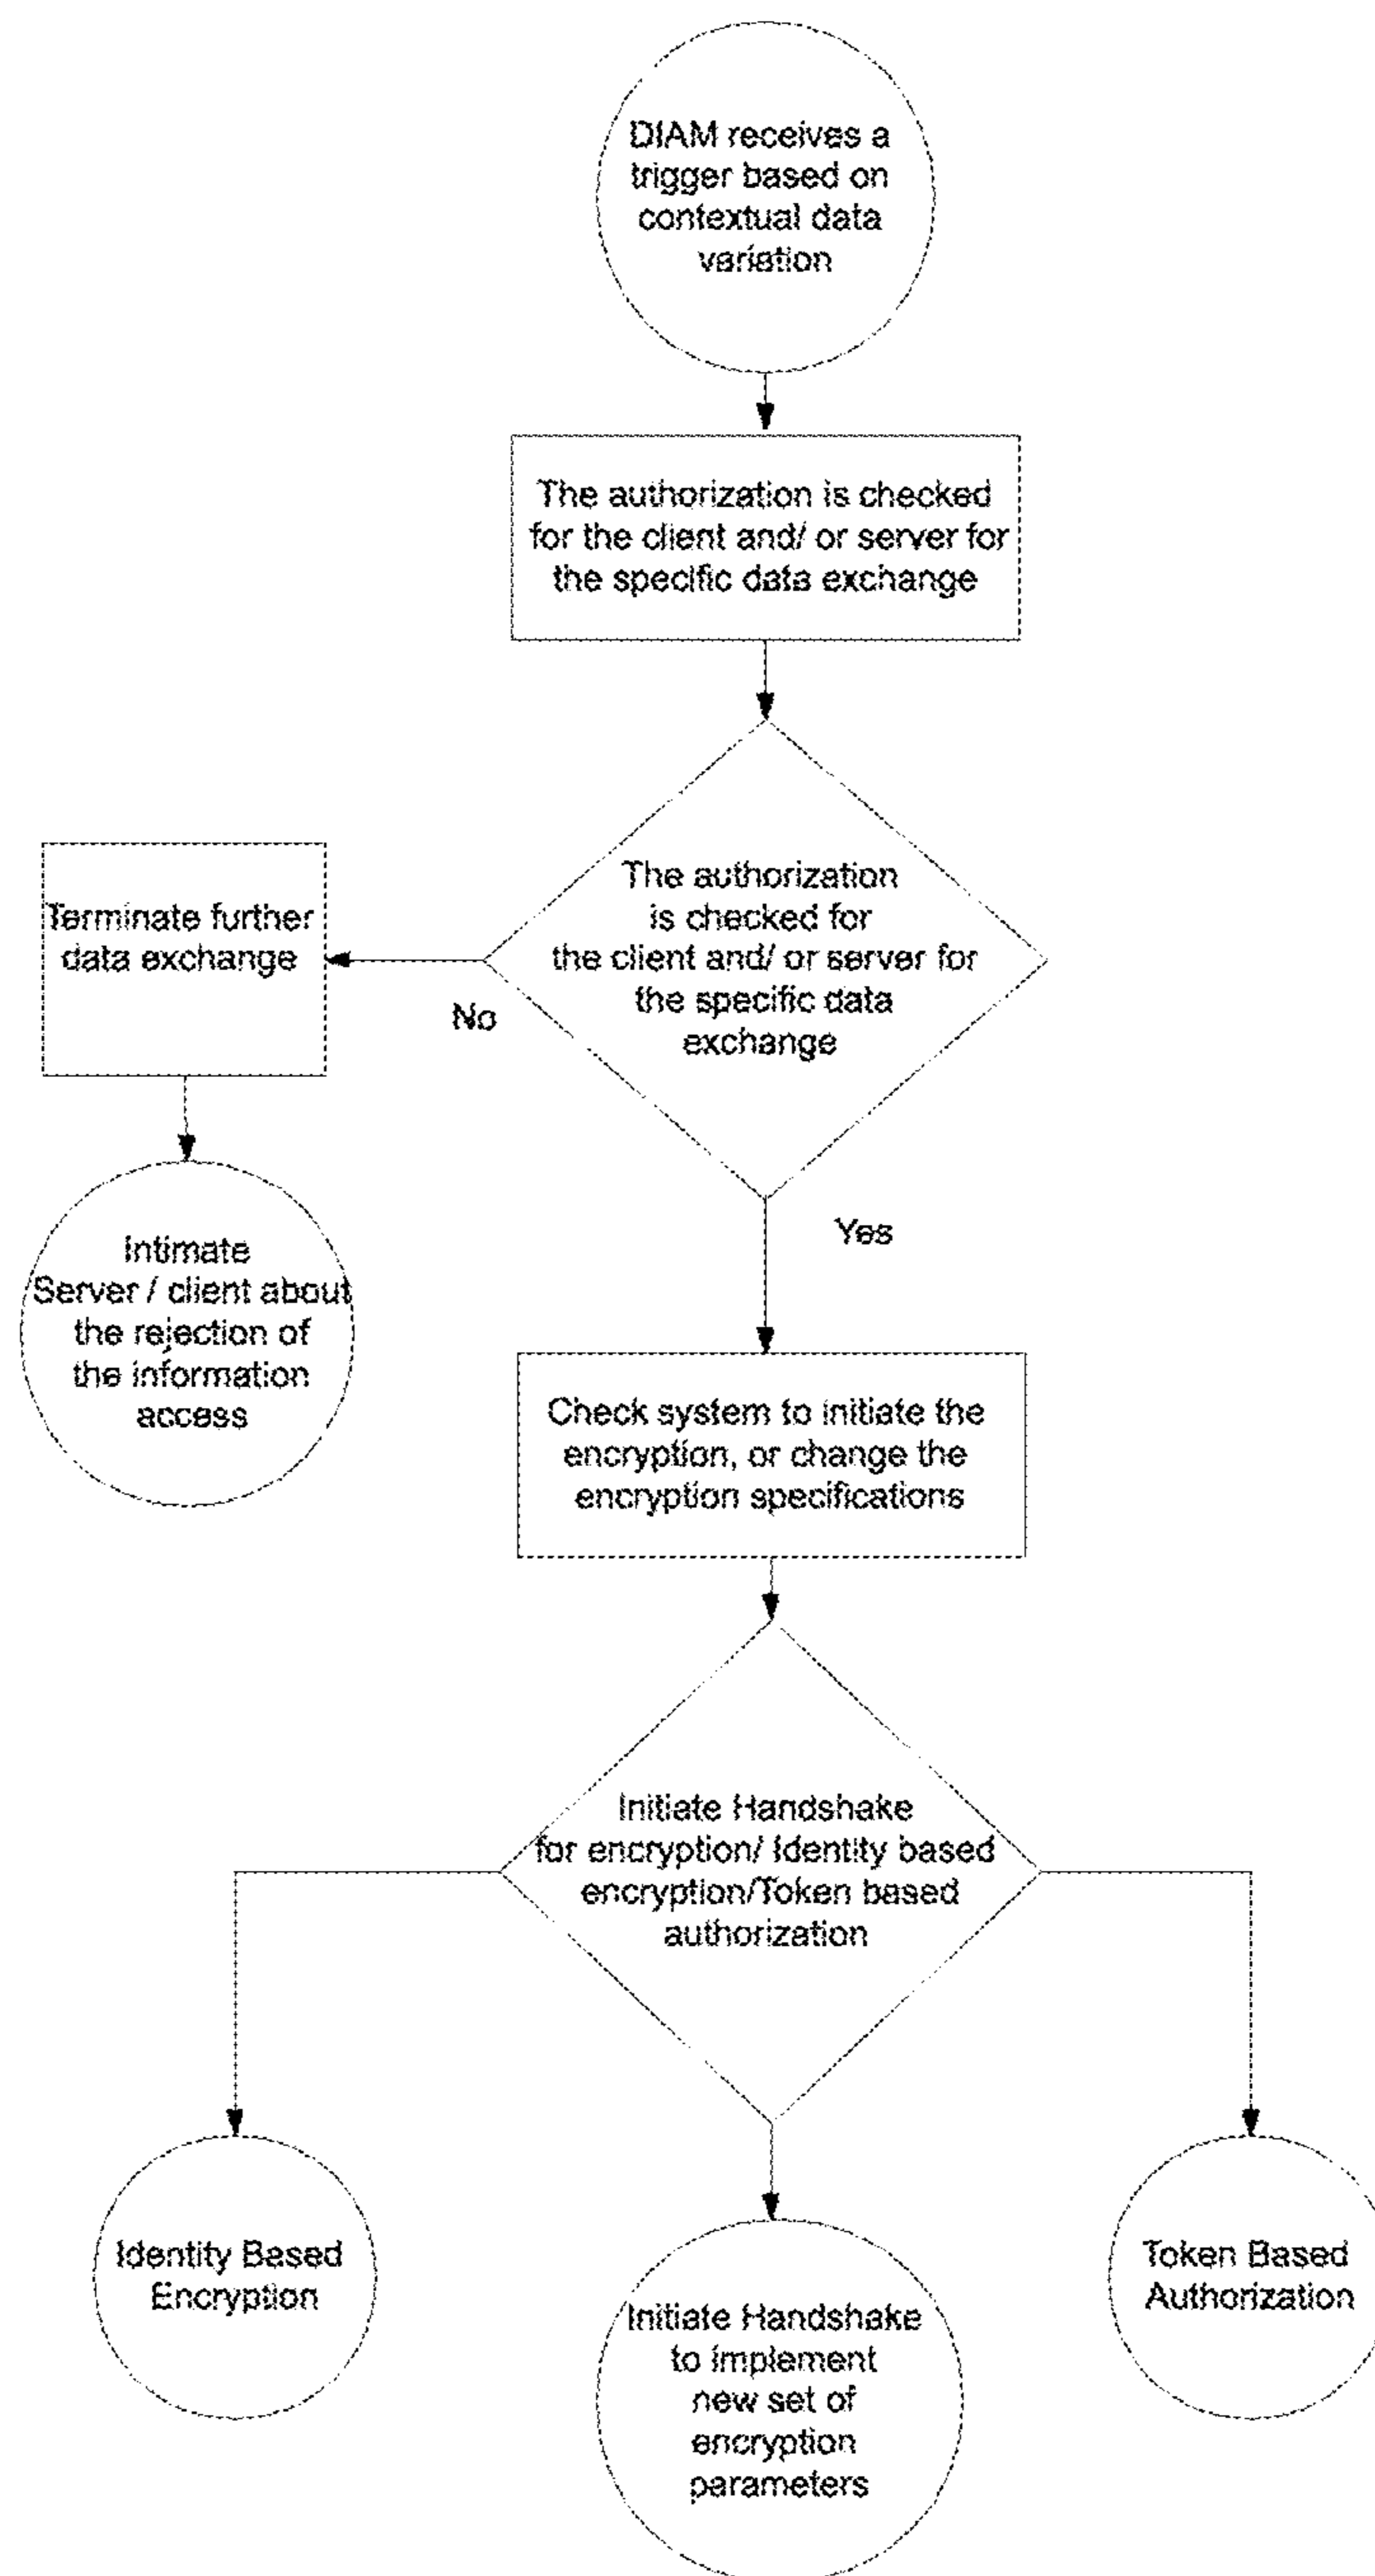 DIAM receives a
trigger based on
contextual data
variation
The authorization is checked
for the client and/ or server for
the specific data exchange
The authorization
is checked for
the client and/ or server for
the specific data
exchange
No
Terminate further
data exchange
Intimate
Server / client about
the rejection of
the information
access
Yes
Check system to initiate the
encryption, or change the
encryption specifications
Initiate Handshake
for encryption/ Identity based
encryption/Token based
authorization
Identity Based
Encryption
Initiate Handshake
to implement
new set of
encryption
parameters
Token Based
Authorization